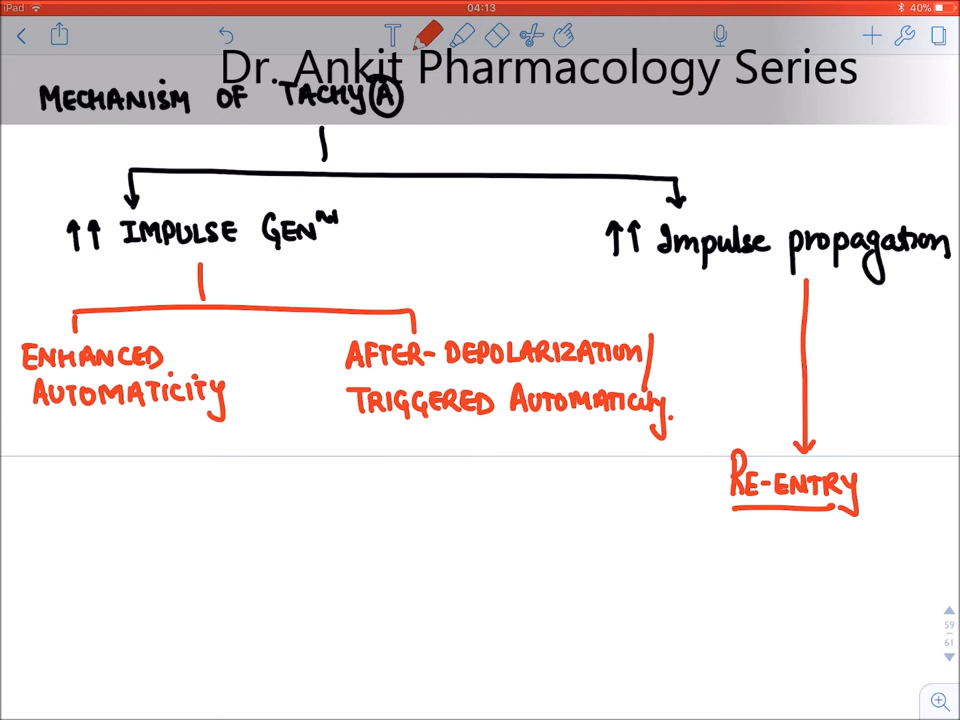 iPad
04:13
40%
T
Dr. Ankit Pharmacology Series
MECHANISM OF TACHY A
↑↑ IMPULSE GENⁿ
↑↑ Impulse propagation
ENHANCED
AUTOMATICITY
AFTER-DEPOLARIZATION/
TRIGGERED AUTOMATICITY.
RE-ENTRY
59
61